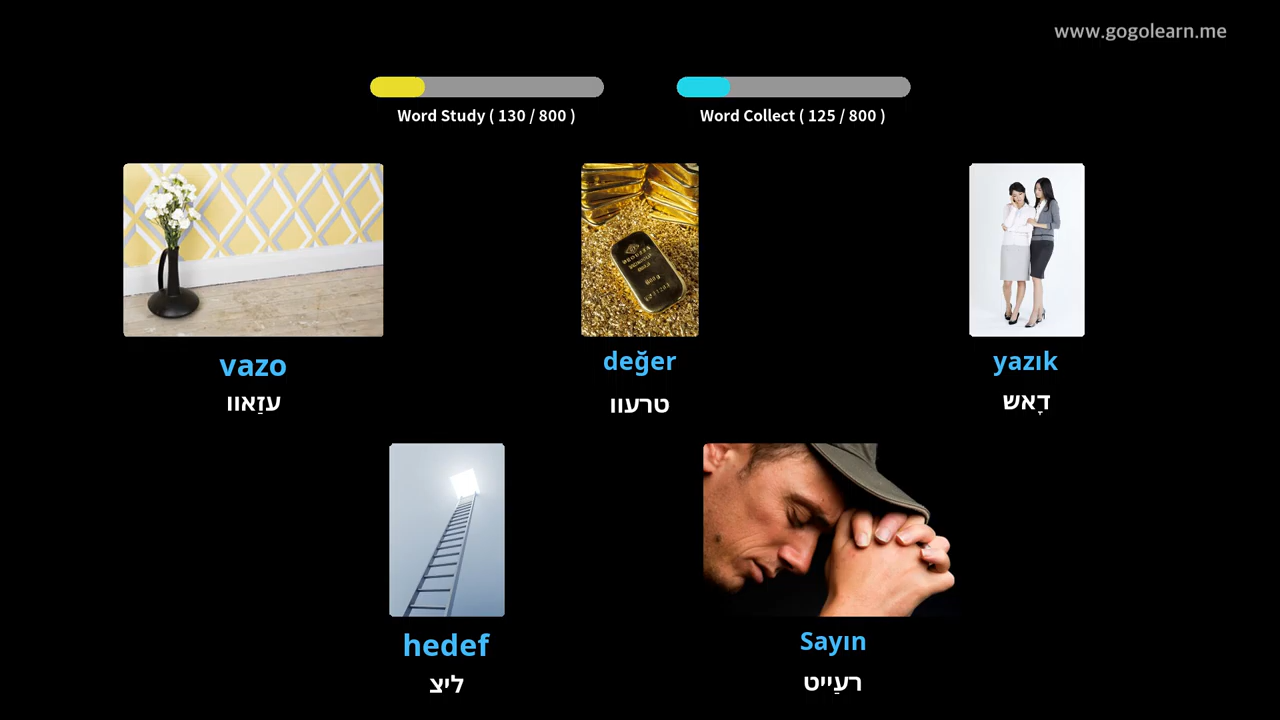 www.gogolearn.me
Word Study ( 130 / 800 )
Word Collect ( 125 / 800 )
vazo
עזַאוו
değer
טרעוו
yazık
דָאש
hedef
ליצ
Sayın
רעַייט